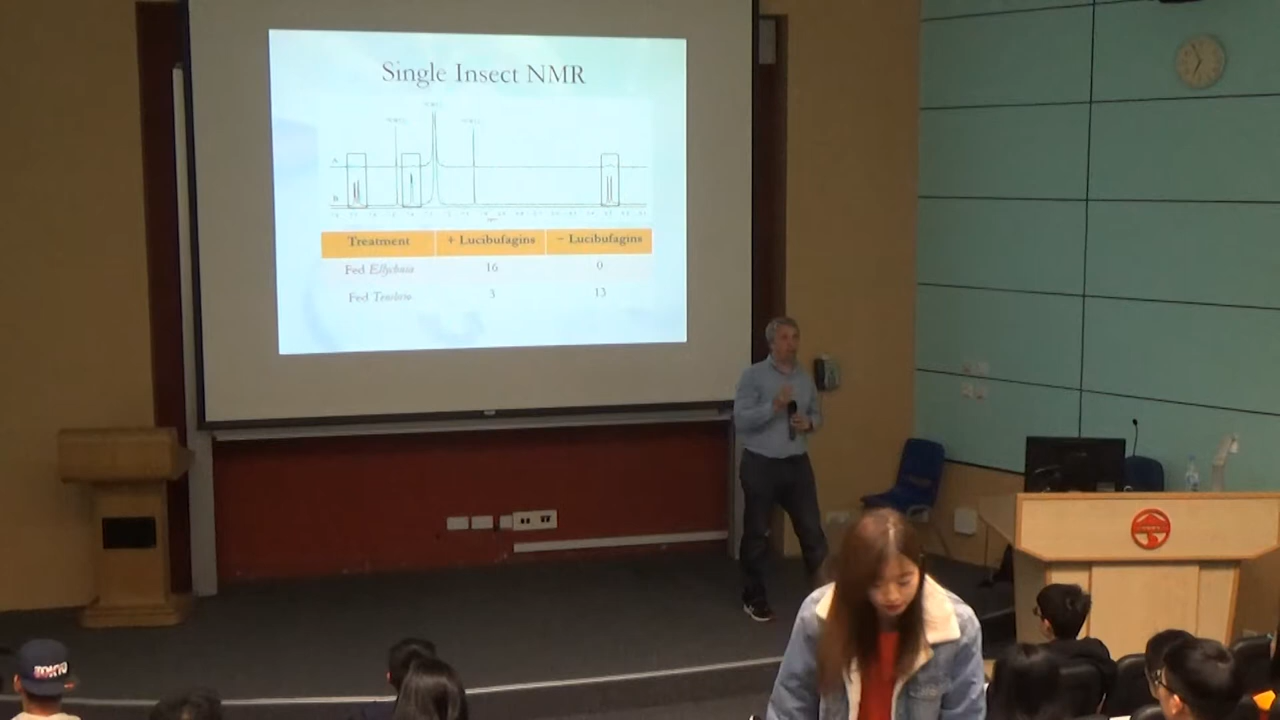 Single Insect NMR
A
B
Treatment + Lucibufagins − Lucibufagins
Fed Ellychnia 16 0
Fed Tenebrio 3 13